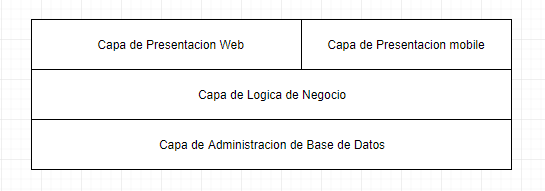 Capa de Presentacion Web
Capa de Presentacion mobile
Capa de Logica de Negocio
Capa de Administracion de Base de Datos